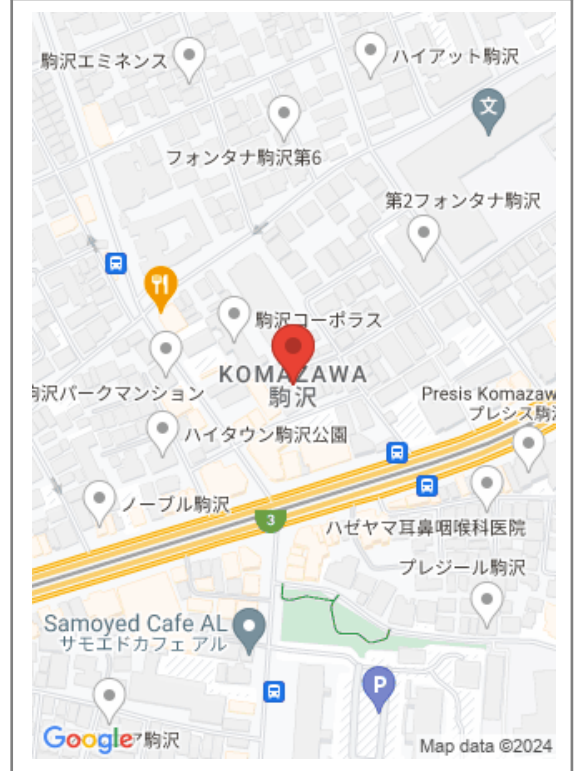 駒沢エミネンス
ハイアット駒沢
文
フォンタナ駒沢第6
第2フォンタナ駒沢
駒沢コーポラス
KOMAZAWA
駒沢
沢パークマンション
Presis Komazaw
プレシス駒沢
ハイタウン駒沢公園
ノーブル駒沢
3
ハゼヤマ耳鼻咽喉科医院
プレジール駒沢
Samoyed Cafe AL
サモエドカフェ アル
P
Google
ア駒沢
Map data ©2024